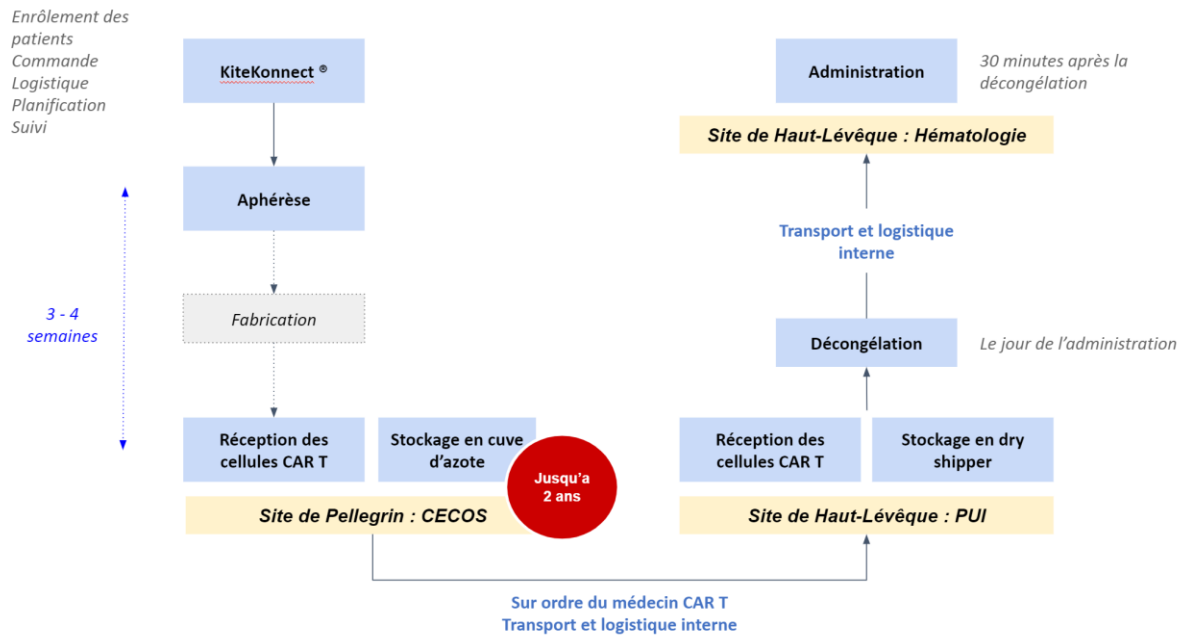 Enrôlement des
patients
Commande
Logistique
Planification
Suivi
KiteKonnect ®
Aphérèse
3 - 4
semaines
Fabrication
Réception des
cellules CAR T
Stockage en cuve
d’azote
Jusqu’a
2 ans
Site de Pellegrin : CECOS
Sur ordre du médecin CAR T
Transport et logistique interne
Administration
30 minutes après la
décongélation
Site de Haut-Lévêque : Hématologie
Transport et logistique
interne
Décongélation
Le jour de l’administration
Réception des
cellules CAR T
Stockage en dry
shipper
Site de Haut-Lévêque : PUI